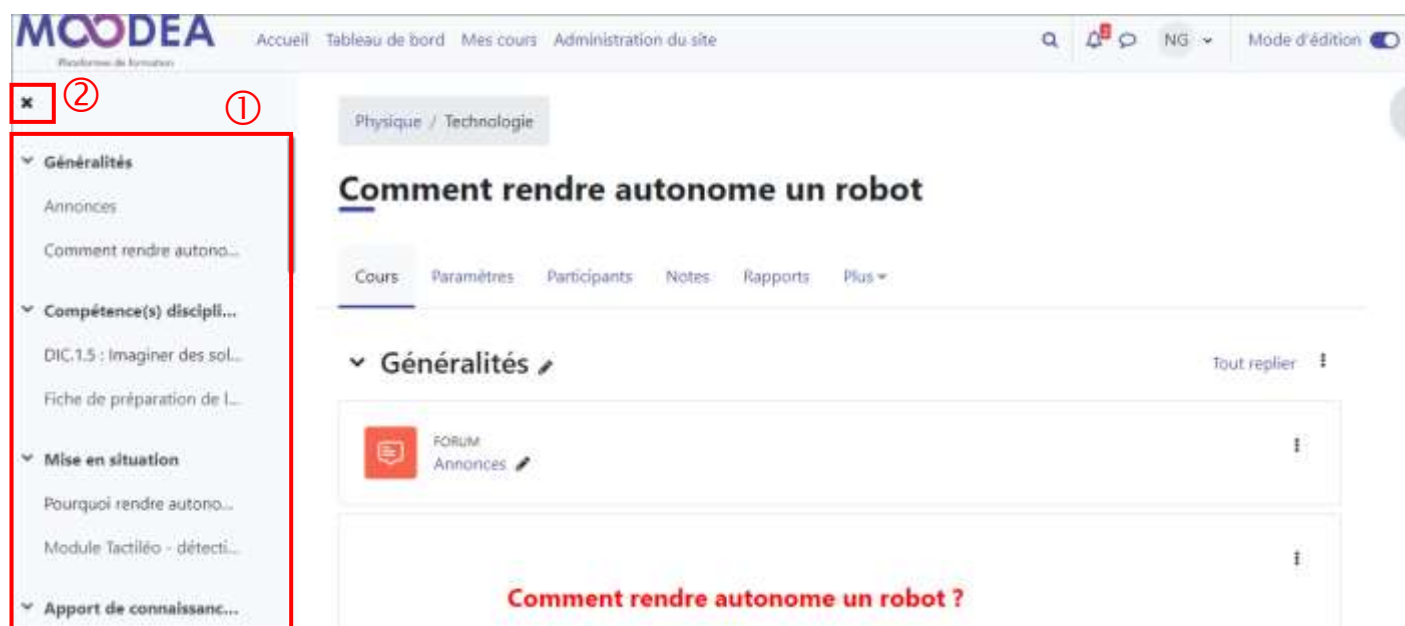 MOODEA
Plateforme de formation
Accueil Tableau de bord Mes cours Administration du site
NG
Mode d'édition
②
①
Généralités
Annonces
Comment rendre autono...
Compétence(s) discipli...
DIC.1.5 : Imaginer des sol...
Fiche de préparation de l...
Mise en situation
Pourquoi rendre autono...
Module Tactiléo - détecti...
Apport de connaissanc...
Physique / Technologie
Comment rendre autonome un robot
Cours Paramètres Participants Notes Rapports Plus
Généralités
Tout replier
FORUM
Annonces
Comment rendre autonome un robot ?